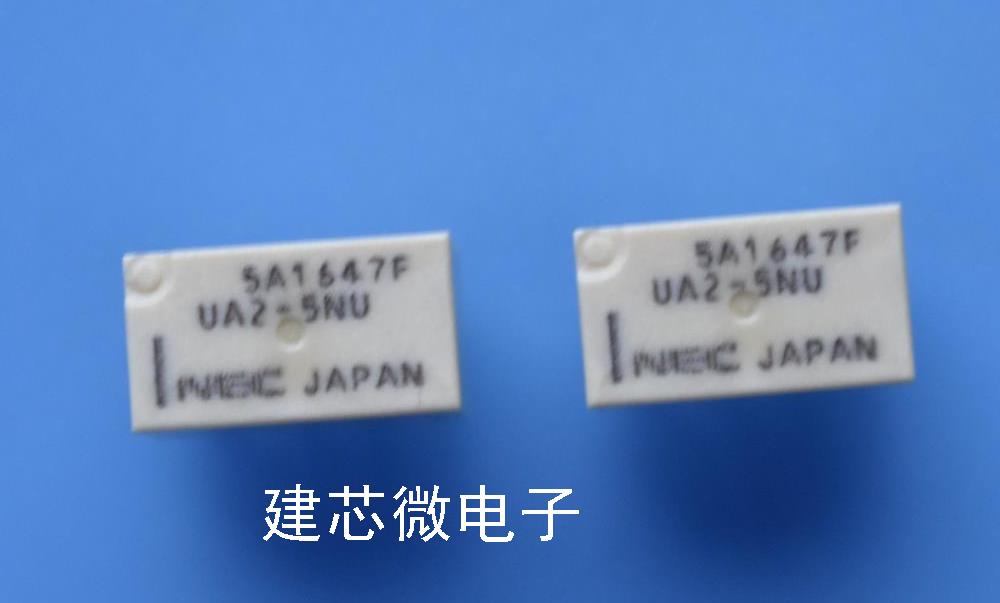 5A1647F
UA2-5NU
NEC JAPAN
5A1647F
UA2-5NU
NEC JAPAN
建芯微电子